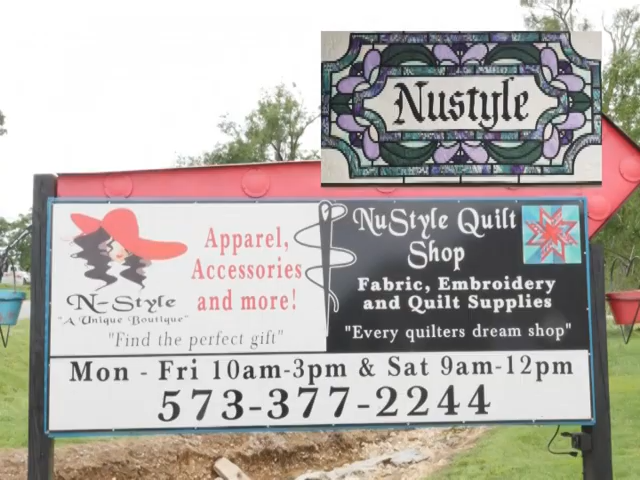 Nustyle
Apparel,
Accessories
and more!
N-Style
"A Unique Boutique"
"Find the perfect gift"
NuStyle Quilt
Shop
Fabric, Embroidery
and Quilt Supplies
"Every quilters dream shop"
Mon - Fri 10am-3pm & Sat 9am-12pm
573-377-2244